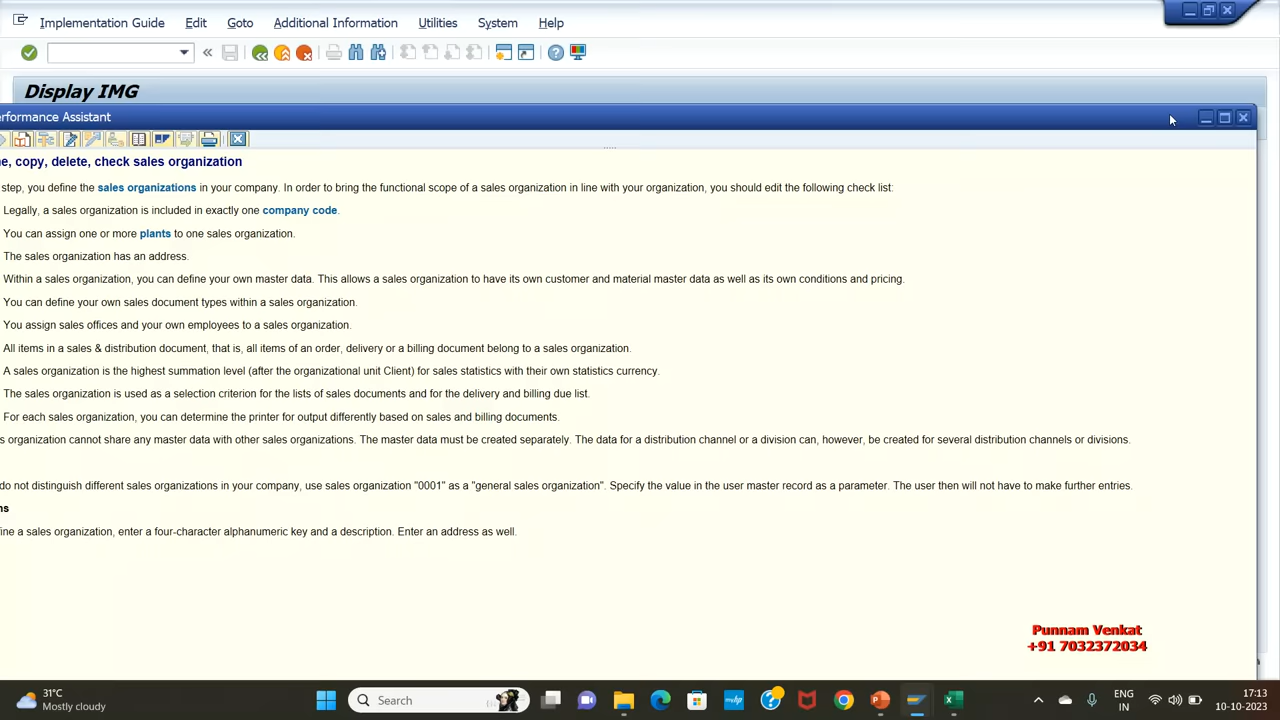 Implementation Guide Edit Goto Additional Information Utilities System Help
Display IMG
erformance Assistant
e, copy, delete, check sales organization
step, you define the sales organizations in your company. In order to bring the functional scope of a sales organization in line with your organization, you should edit the following check list:
Legally, a sales organization is included in exactly one company code.
You can assign one or more plants to one sales organization.
The sales organization has an address.
Within a sales organization, you can define your own master data. This allows a sales organization to have its own customer and material master data as well as its own conditions and pricing.
You can define your own sales document types within a sales organization.
You assign sales offices and your own employees to a sales organization.
All items in a sales & distribution document, that is, all items of an order, delivery or a billing document belong to a sales organization.
A sales organization is the highest summation level (after the organizational unit Client) for sales statistics with their own statistics currency.
The sales organization is used as a selection criterion for the lists of sales documents and for the delivery and billing due list.
For each sales organization, you can determine the printer for output differently based on sales and billing documents.
s organization cannot share any master data with other sales organizations. The master data must be created separately. The data for a distribution channel or a division can, however, be created for several distribution channels or divisions.
do not distinguish different sales organizations in your company, use sales organization "0001" as a "general sales organization". Specify the value in the user master record as a parameter. The user then will not have to make further entries.
ns
fine a sales organization, enter a four-character alphanumeric key and a description. Enter an address as well.
Punnam Venkat
+91 7032372034
31°C
Mostly cloudy
Search
ENG
IN
17:13
10-10-2023